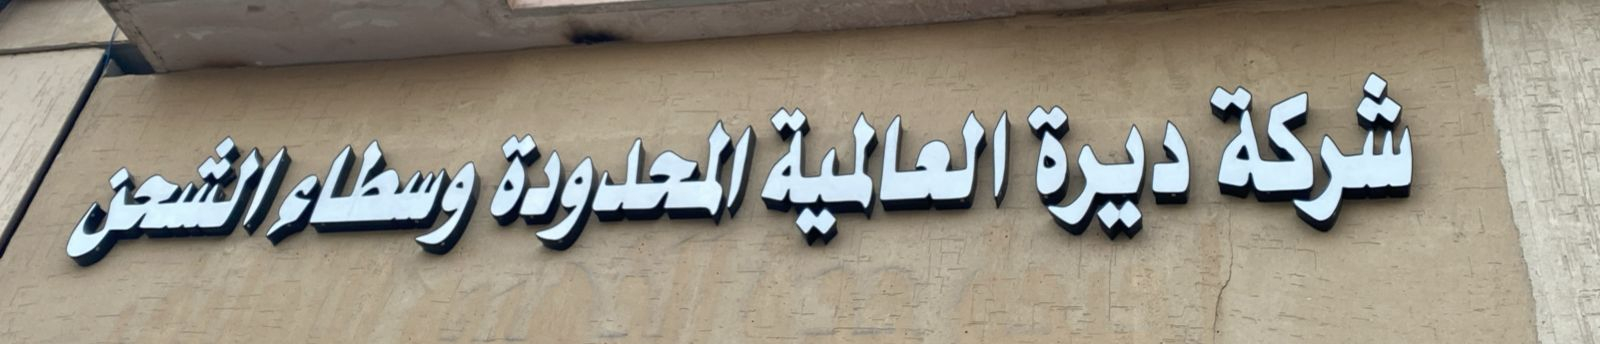 شركة ديرة العالمية المحدودة وسطاء الشحن